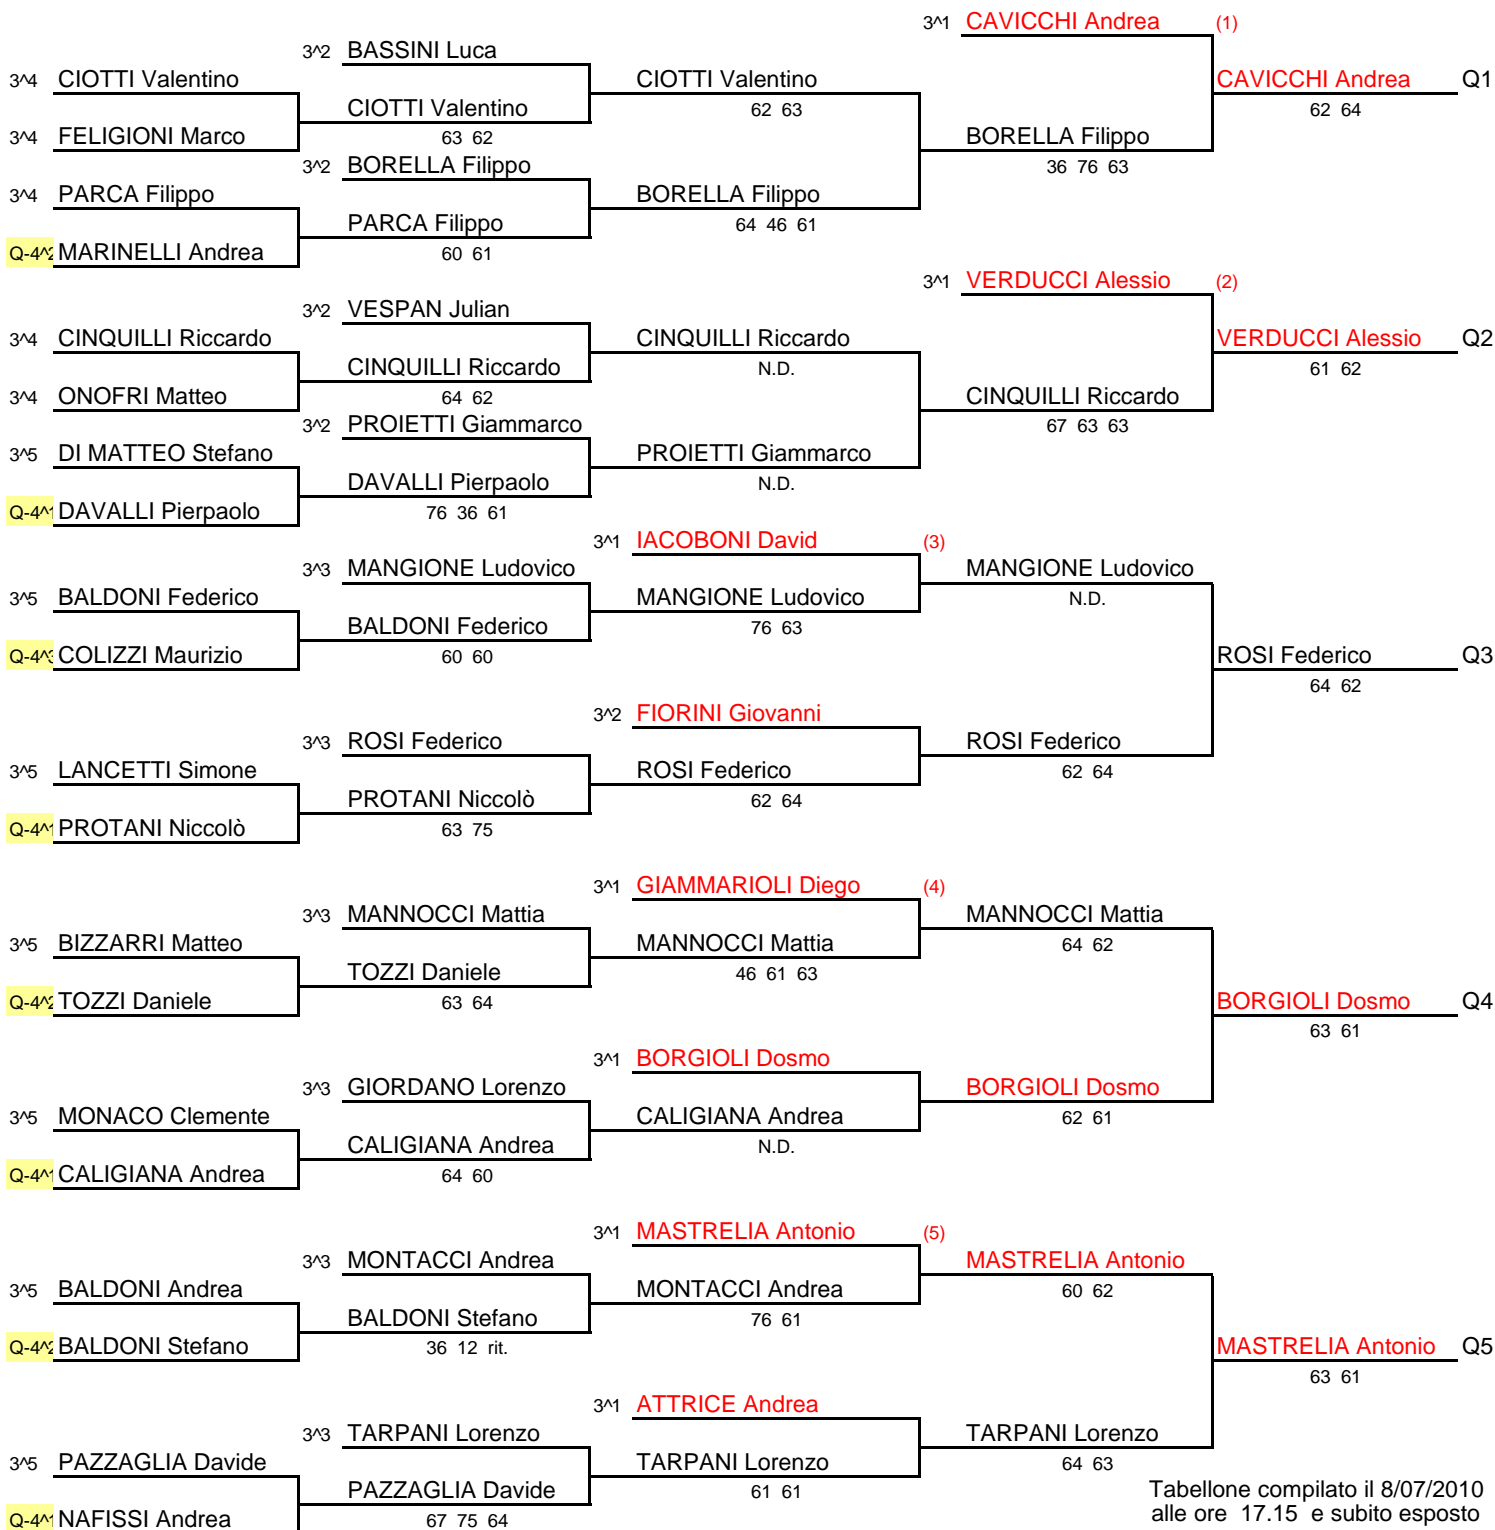 3^1 CAVICCHI Andrea (1)
3^2 BASSINI Luca
3^4 CIOTTI Valentino CIOTTI Valentino CAVICCHI Andrea Q1
CIOTTI Valentino 62 63 62 64
3^4 FELIGIONI Marco 63 62 BORELLA Filippo
3^2 BORELLA Filippo 36 76 63
3^4 PARCA Filippo BORELLA Filippo
PARCA Filippo 64 46 61
Q-4^2 MARINELLI Andrea 60 61
3^1 VERDUCCI Alessio (2)
3^2 VESPAN Julian
3^4 CINQUILLI Riccardo CINQUILLI Riccardo VERDUCCI Alessio Q2
CINQUILLI Riccardo N.D. 61 62
3^4 ONOFRI Matteo 64 62 CINQUILLI Riccardo
3^2 PROIETTI Giammarco 67 63 63
3^5 DI MATTEO Stefano PROIETTI Giammarco
DAVALLI Pierpaolo N.D.
Q-4^1 DAVALLI Pierpaolo 76 36 61
3^1 IACOBONI David (3)
3^3 MANGIONE Ludovico MANGIONE Ludovico
3^5 BALDONI Federico MANGIONE Ludovico N.D.
BALDONI Federico 76 63
Q-4^3 COLIZZI Maurizio 60 60 ROSI Federico Q3
64 62
3^2 FIORINI Giovanni
3^3 ROSI Federico ROSI Federico
3^5 LANCETTI Simone ROSI Federico 62 64
PROTANI Niccolò 62 64
Q-4^1 PROTANI Niccolò 63 75
3^1 GIAMMARIOLI Diego (4)
3^3 MANNOCCI Mattia MANNOCCI Mattia
3^5 BIZZARRI Matteo MANNOCCI Mattia 64 62
TOZZI Daniele 46 61 63
Q-4^2 TOZZI Daniele 63 64 BORGIOLI Dosmo Q4
63 61
3^1 BORGIOLI Dosmo
3^3 GIORDANO Lorenzo BORGIOLI Dosmo
3^5 MONACO Clemente CALIGIANA Andrea 62 61
CALIGIANA Andrea N.D.
Q-4^1 CALIGIANA Andrea 64 60
3^1 MASTRELIA Antonio (5)
3^3 MONTACCI Andrea MASTRELIA Antonio
3^5 BALDONI Andrea MONTACCI Andrea 60 62
BALDONI Stefano 76 61
Q-4^2 BALDONI Stefano 36 12 rit. MASTRELIA Antonio Q5
63 61
3^1 ATTRICE Andrea
3^3 TARPANI Lorenzo TARPANI Lorenzo
3^5 PAZZAGLIA Davide TARPANI Lorenzo 64 63
PAZZAGLIA Davide 61 61 Tabellone compilato il 8/07/2010
Q-4^1 NAFISSI Andrea 67 75 64 alle ore 17.15 e subito esposto